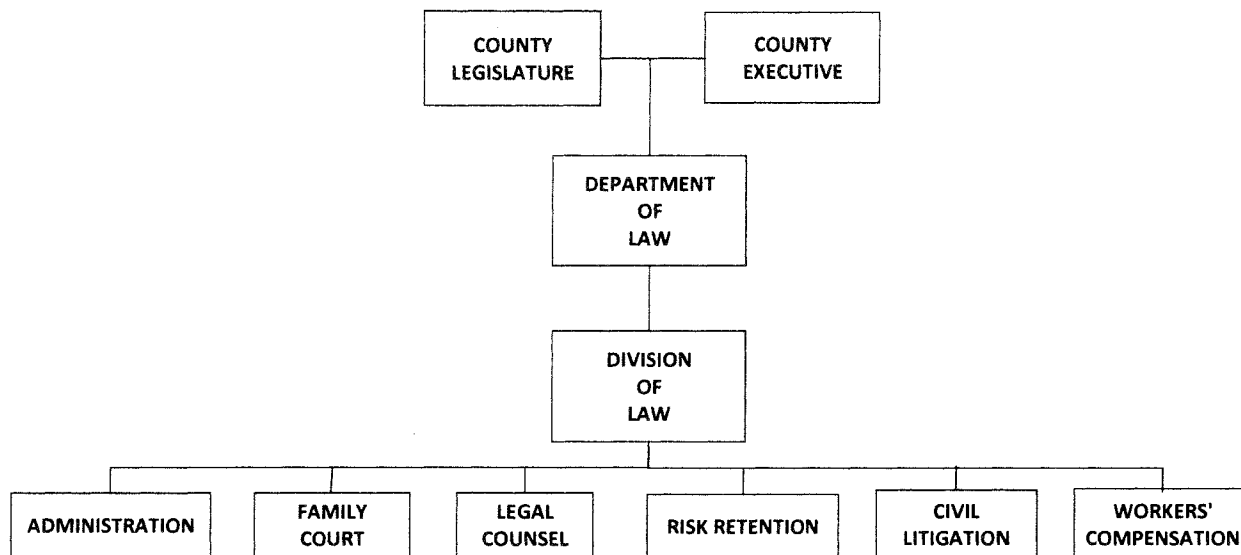 COUNTY
LEGISLATURE
COUNTY
EXECUTIVE
DEPARTMENT
OF
LAW
DIVISION
OF
LAW
ADMINISTRATION
FAMILY
COURT
LEGAL
COUNSEL
RISK RETENTION
CIVIL
LITIGATION
WORKERS'
COMPENSATION